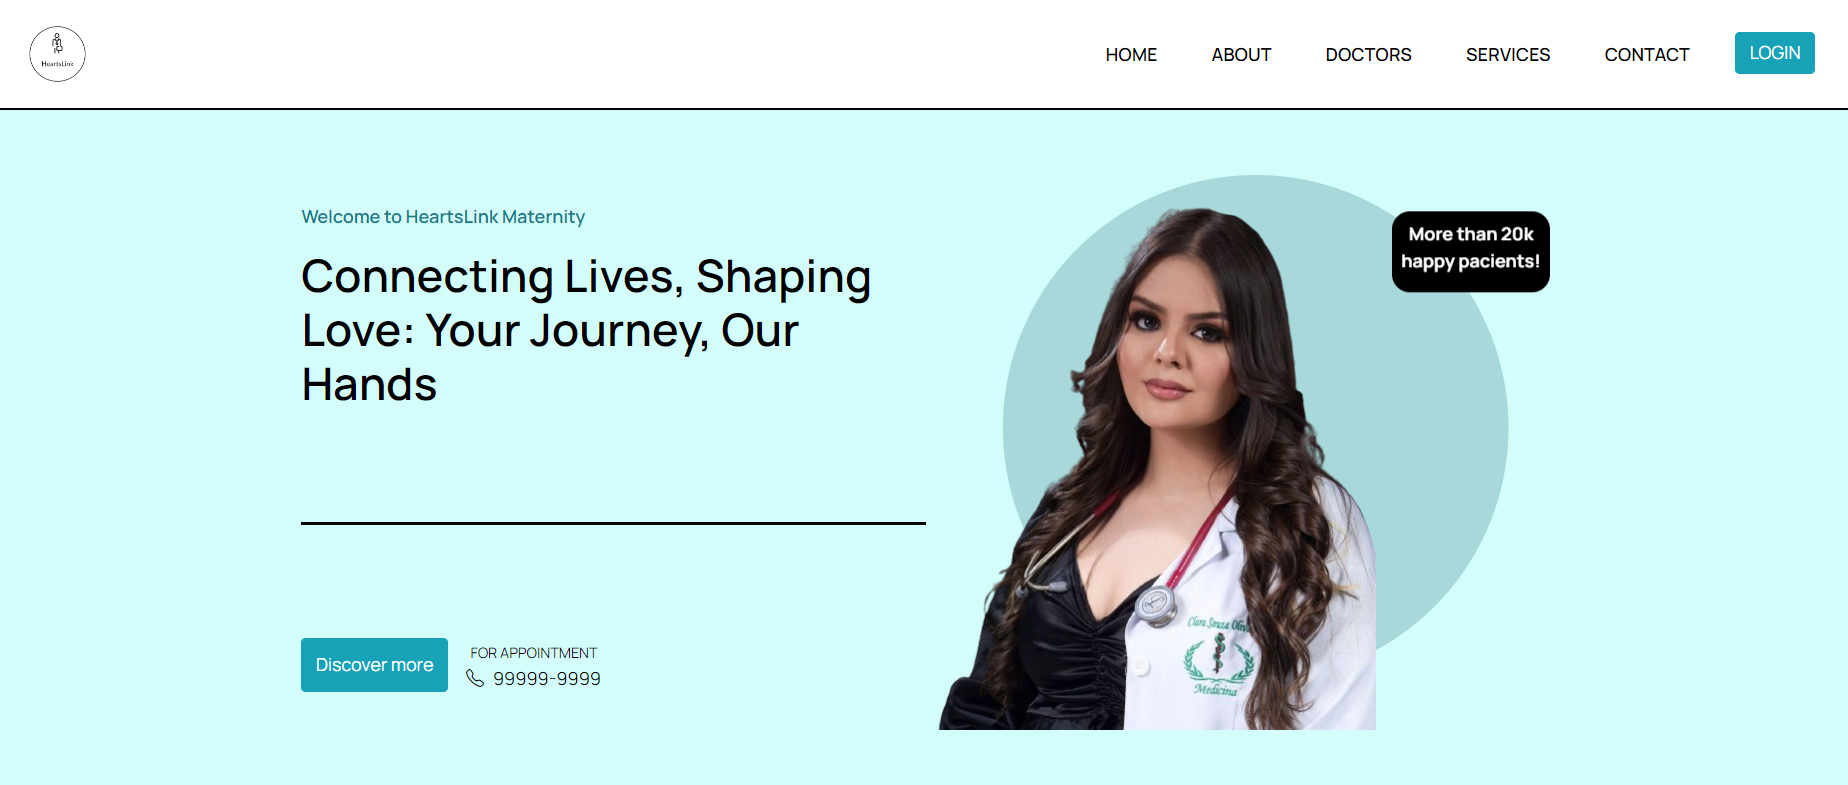 HeartsLink
HOME
ABOUT
DOCTORS
SERVICES
CONTACT
LOGIN
Welcome to HeartsLink Maternity
Connecting Lives, Shaping
Love: Your Journey, Our
Hands
More than 20k
happy pacients!
Discover more
FOR APPOINTMENT
99999-9999
Clara Souza
Medicina